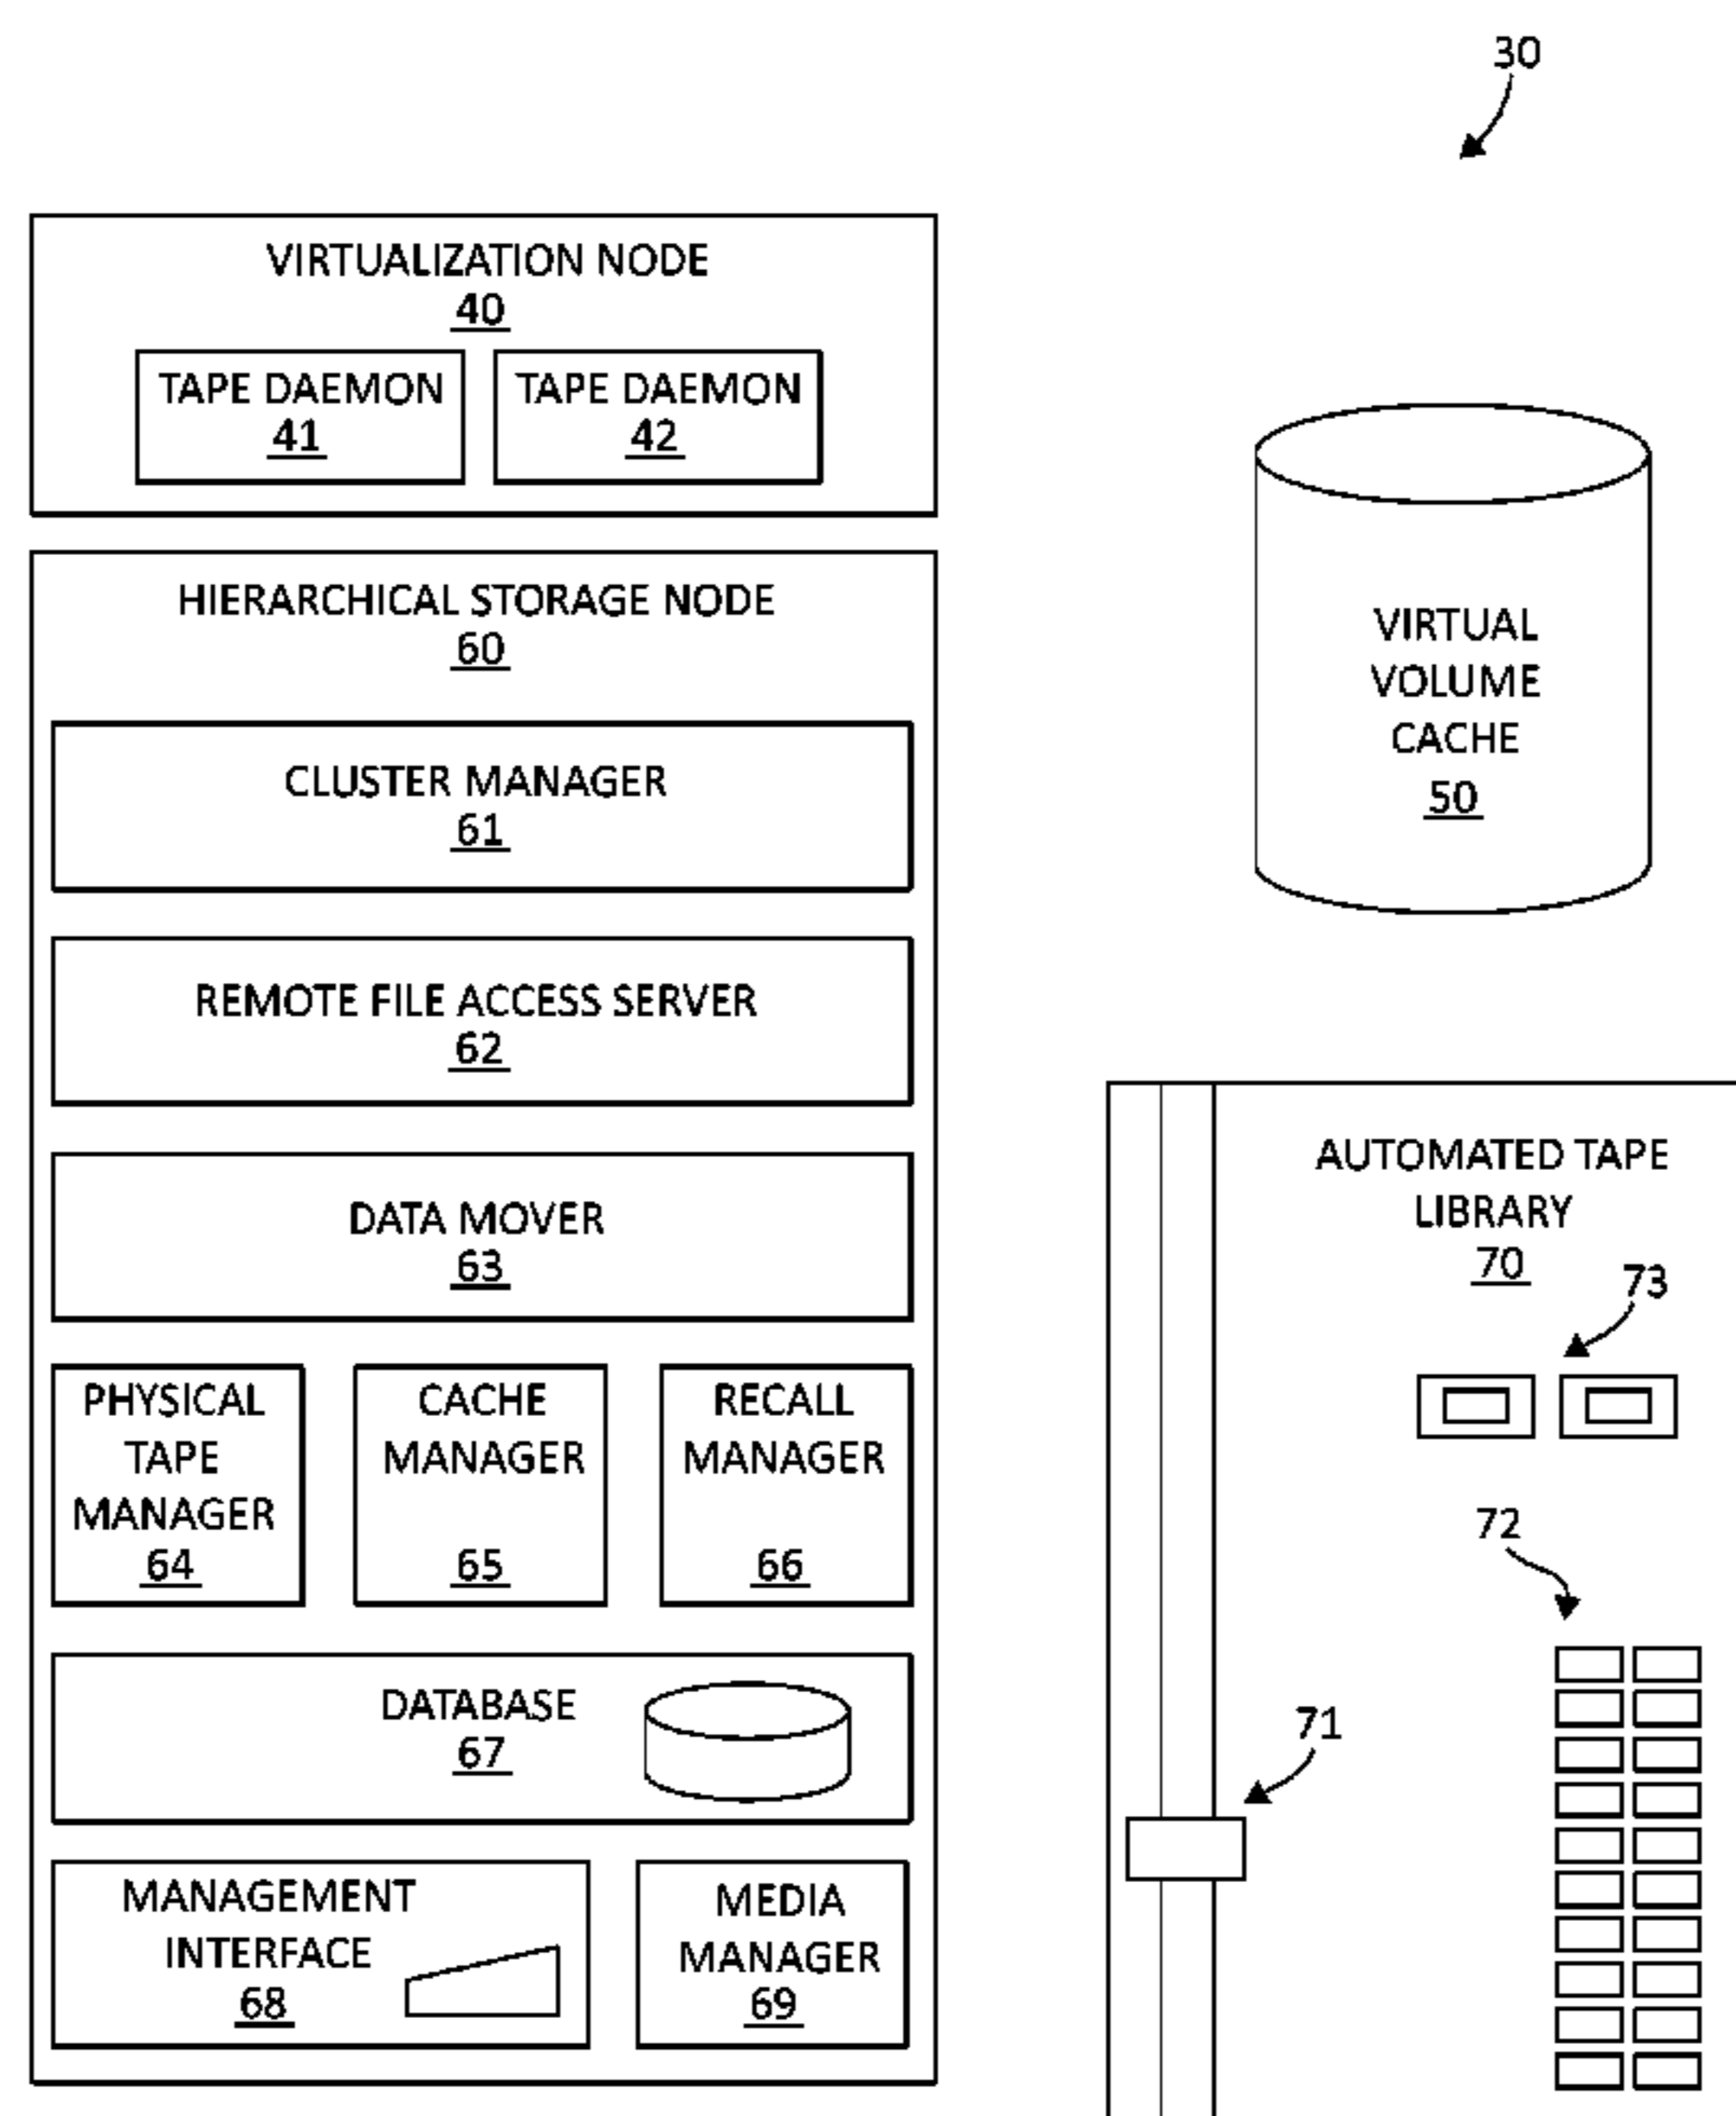 30
VIRTUALIZATION NODE
40
TAPE DAEMON
41
TAPE DAEMON
42
HIERARCHICAL STORAGE NODE
60
CLUSTER MANAGER
61
REMOTE FILE ACCESS SERVER
62
DATA MOVER
63
PHYSICAL
TAPE
MANAGER
64
CACHE
MANAGER
65
RECALL
MANAGER
66
DATABASE
67
MANAGEMENT
INTERFACE
68
MEDIA
MANAGER
69
VIRTUAL
VOLUME
CACHE
50
AUTOMATED TAPE
LIBRARY
70
73
72
71